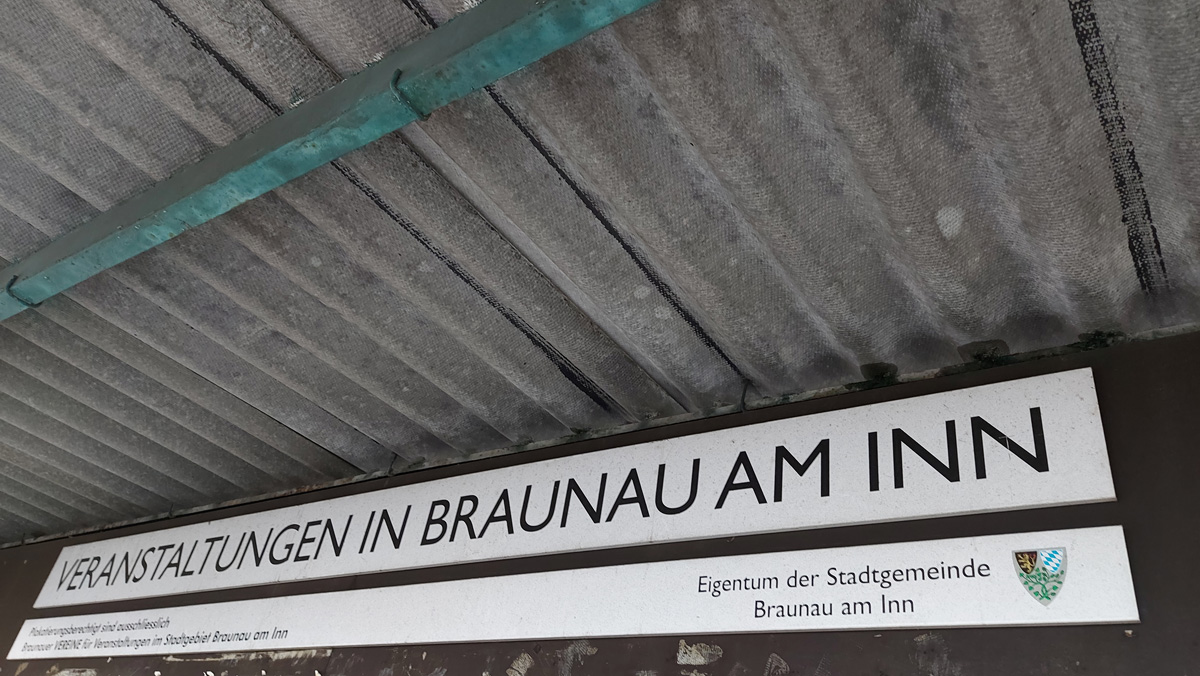 VERANSTALTUNGEN IN BRAUNAU AM INN
Plakatierungsberechtigt sind ausschliesslich
Braunauer VEREINE für Veranstaltungen im Stadtgebiet Braunau am Inn
Eigentum der Stadtgemeinde
Braunau am Inn